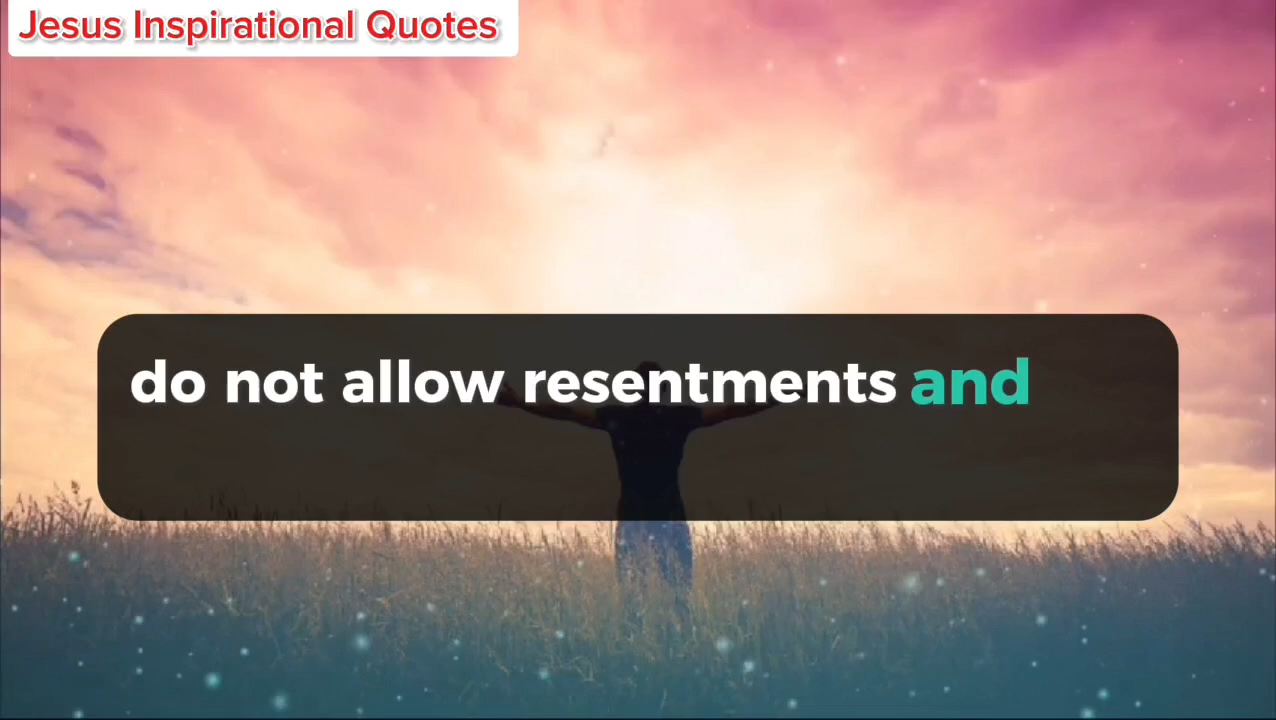 Jesus Inspirational Quotes
do not allow resentments and